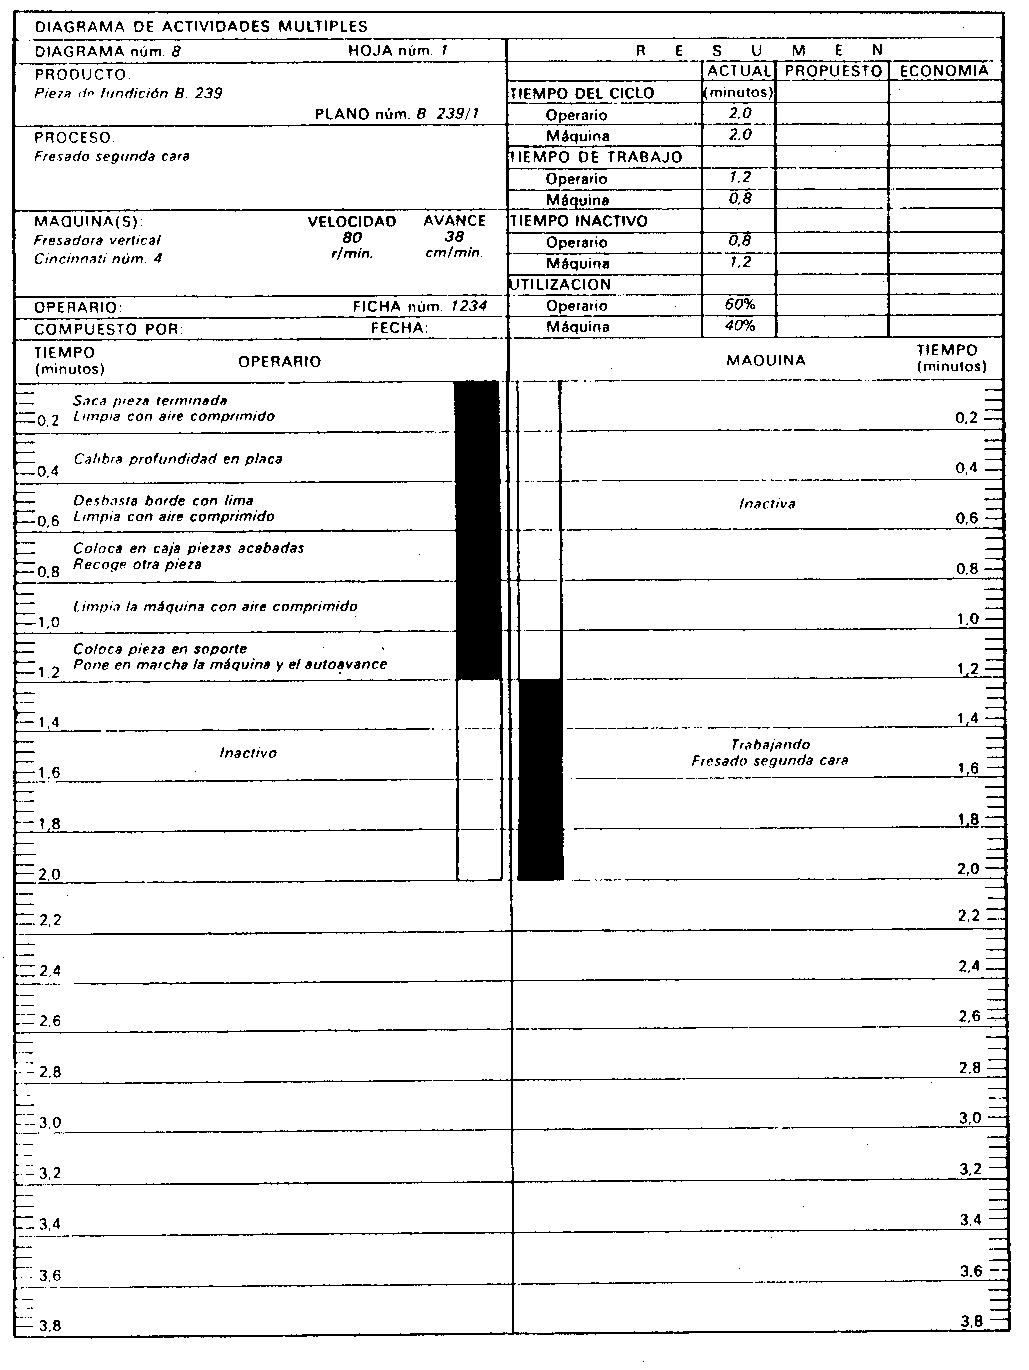 DIAGRAMA DE ACTIVIDADES MULTIPLES
DIAGRAMA núm. 8 HOJA núm. 1
PRODUCTO.
Pieza de fundición B. 239
PLANO núm. B 239/1
PROCESO.
Fresado segunda cara
MAQUINA(S): VELOCIDAD AVANCE
Fresadora vertical 80 38
Cincinnati núm. 4 r/min. cm/min.
OPERARIO: FICHA núm. 1234
COMPUESTO POR: FECHA:
R E S U M E N
ACTUAL PROPUESTO ECONOMIA
TIEMPO DEL CICLO (minutos)
Operario 2.0
Máquina 2.0
TIEMPO DE TRABAJO
Operario 1,2
Máquina 0,8
TIEMPO INACTIVO
Operario 0,8
Máquina 1,2
UTILIZACION
Operario 60%
Máquina 40%
TIEMPO
(minutos)
OPERARIO
MAQUINA
TIEMPO
(minutos)
Saca pieza terminada
0,2 Limpia con aire comprimido 0,2
Calibra profundidad en placa
0,4 0,4
Desbasta borde con lima
Inactiva
0,6 Limpia con aire comprimido 0,6
Coloca en caja piezas acabadas
0,8 Recoge otra pieza 0,8
Limpia la máquina con aire comprimido
1,0 1,0
Coloca pieza en soporte
1,2 Pone en marcha la máquina y el autoavance 1,2
1,4 1,4
Inactivo
Trabajando
Fresado segunda cara
1,6 1,6
1,8 1,8
2,0 2,0
2,2 2,2
2,4 2,4
2,6 2,6
2.8 2,8
3.0 3,0
3,2 3,2
3,4 3.4
3.6 3.6
3.8 3,8